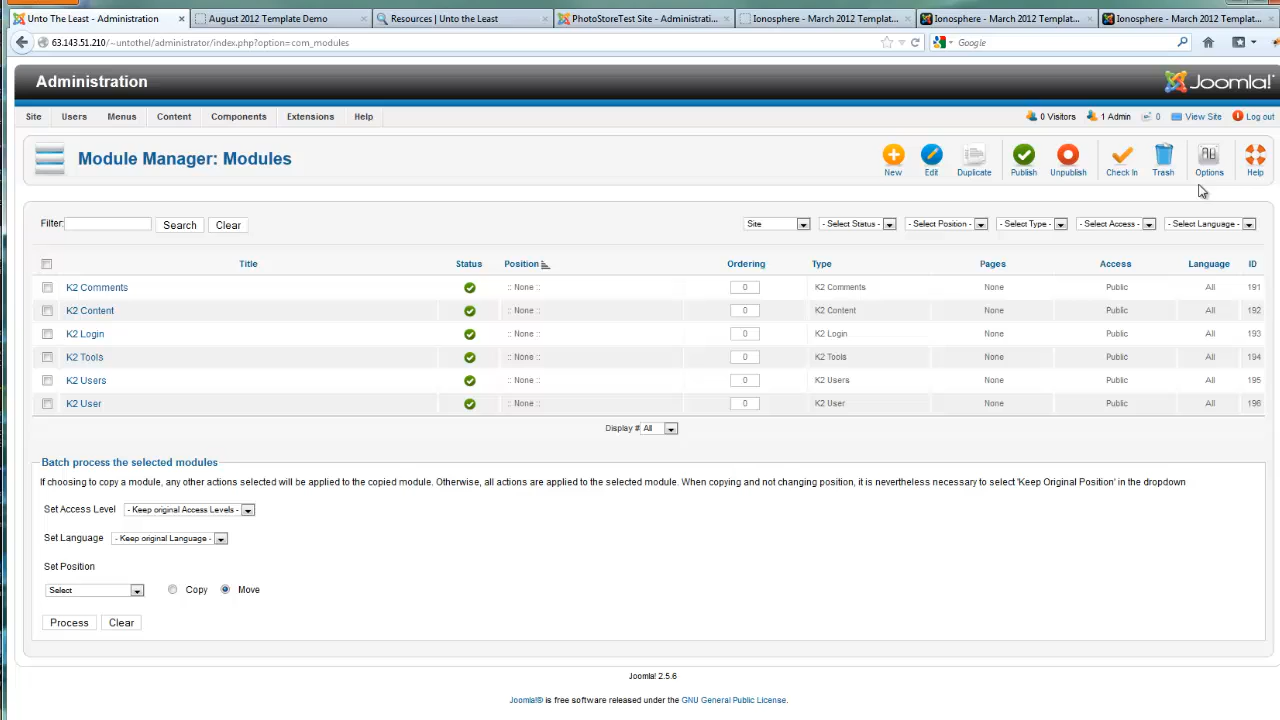 Unto The Least - Administration
August 2012 Template Demo
Resources | Unto the Least
PhotoStoreTest Site - Administrati...
Ionosphere - March 2012 Templat...
Ionosphere - March 2012 Templat...
Ionosphere - March 2012 Templat...
63.143.51.210/~untothel/administrator/index.php?option=com_modules
Google
Administration
Joomla!
Site Users Menus Content Components Extensions Help
0 Visitors 1 Admin 0 View Site Log out
Module Manager: Modules
New Edit Duplicate Publish Unpublish Check In Trash Options Help
Filter: Search Clear
Site - Select Status - - Select Position - - Select Type - - Select Access - - Select Language -
Title Status Position Ordering Type Pages Access Language ID
K2 Comments :: None :: 0 K2 Comments None Public All 191
K2 Content :: None :: 0 K2 Content None Public All 192
K2 Login :: None :: 0 K2 Login None Public All 193
K2 Tools :: None :: 0 K2 Tools None Public All 194
K2 Users :: None :: 0 K2 Users None Public All 195
K2 User :: None :: 0 K2 User None Public All 196
Display # All
Batch process the selected modules
If choosing to copy a module, any other actions selected will be applied to the copied module. Otherwise, all actions are applied to the selected module. When copying and not changing position, it is nevertheless necessary to select 'Keep Original Position' in the dropdown
Set Access Level - Keep original Access Levels -
Set Language - Keep original Language -
Set Position
Select Copy Move
Process Clear
Joomla! 2.5.6
Joomla!® is free software released under the GNU General Public License.